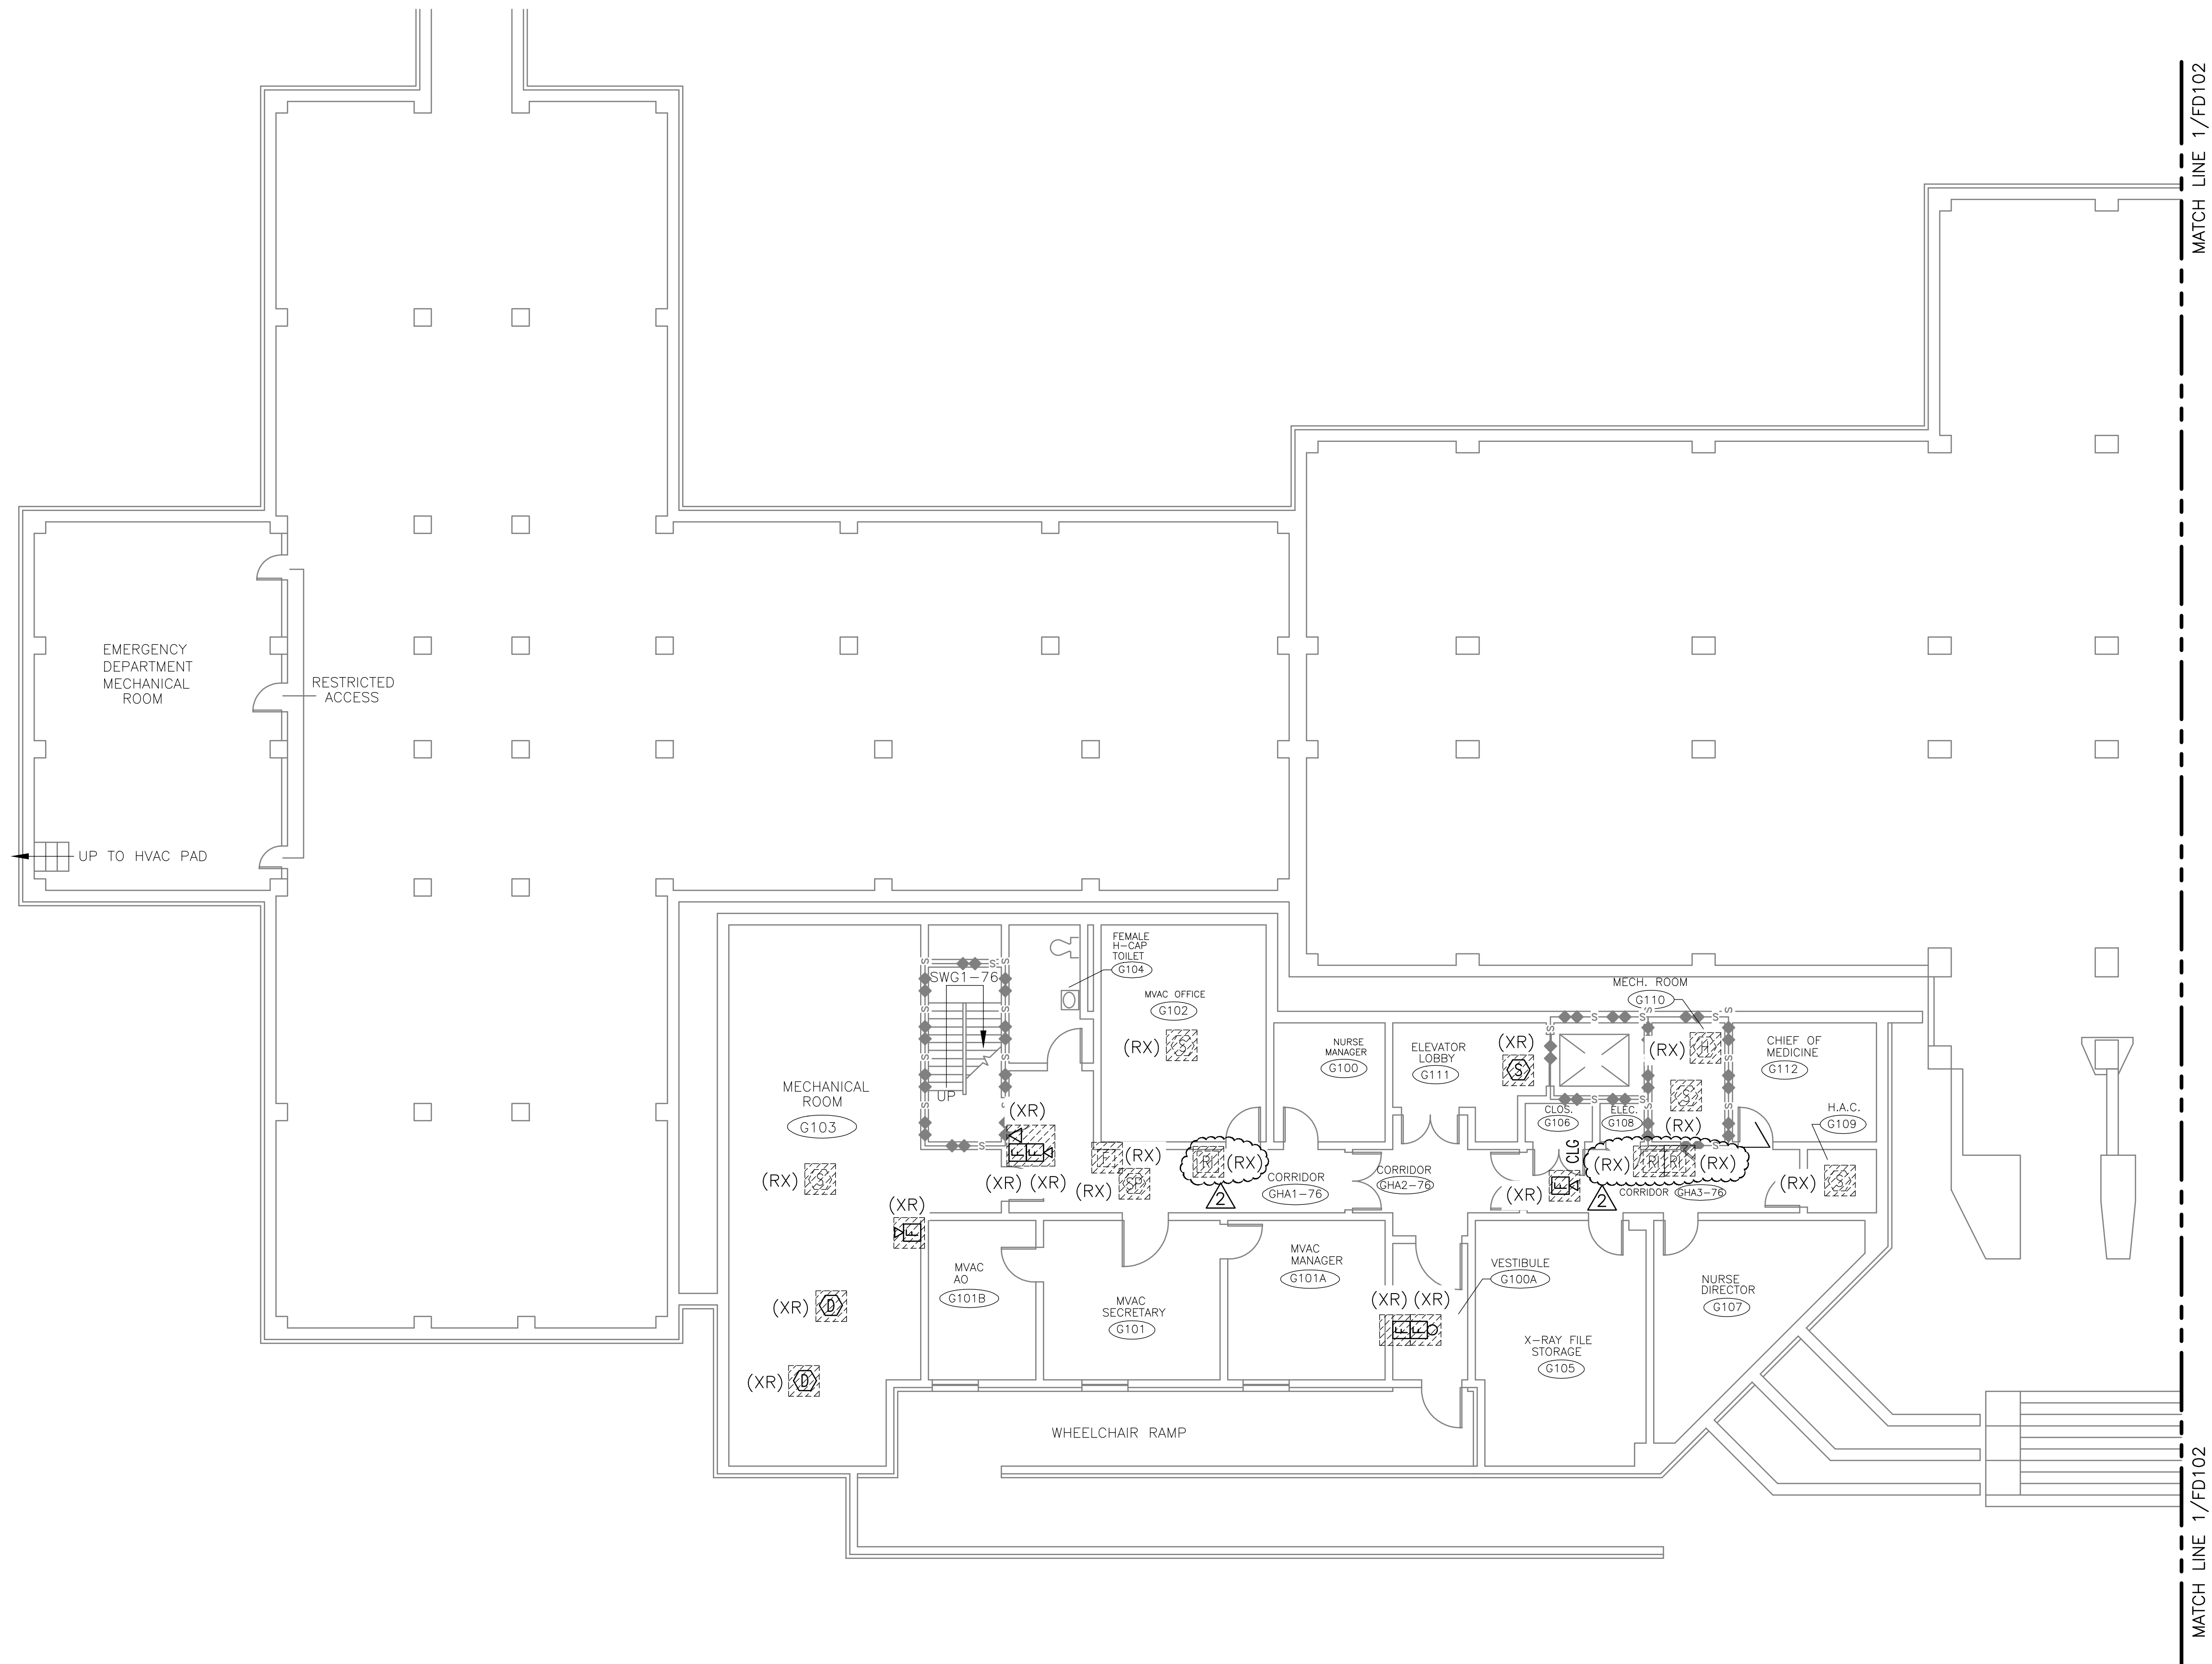 MATCH LINE 1/FD102
EMERGENCY
DEPARTMENT
MECHANICAL
ROOM
RESTRICTED
ACCESS
UP TO HVAC PAD
SWG1-76
UP
FEMALE
H-CAP
TOILET
G104
MVAC OFFICE
G102
(RX)
S
NURSE
MANAGER
G100
ELEVATOR
LOBBY
G111
(XR)
S
MECH. ROOM
G110
(RX)
H
S
(RX)
CHIEF OF
MEDICINE
G112
CLOS.
G106
ELEC.
G108
H.A.C.
G109
(RX)
S
MECHANICAL
ROOM
G103
(RX)
S
(XR)
F
(XR)
D
(XR)
D
(XR)
F F
(XR) (XR)
F
(RX)
(RX)
SP
R
(RX)
2
CORRIDOR
GHA1-76
CORRIDOR
GHA2-76
CLG
(XR)
F
(RX)
R R
(RX)
2
CORRIDOR
GHA3-76
MVAC
AO
G101B
MVAC
SECRETARY
G101
MVAC
MANAGER
G101A
VESTIBULE
G100A
(XR) (XR)
F F
X-RAY FILE
STORAGE
G105
NURSE
DIRECTOR
G107
WHEELCHAIR RAMP
MATCH LINE 1/FD102